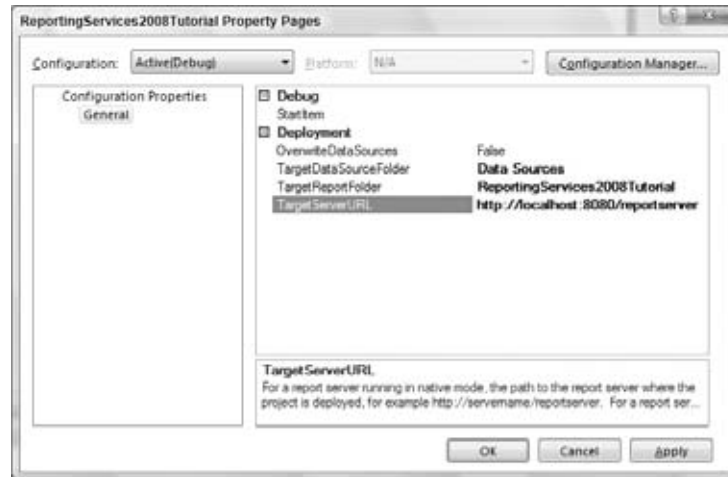 ReportingServices2008Tutorial Property Pages
Configuration: Active(Debug) Platform: N/A Configuration Manager...
Configuration Properties
General
Debug
StartItem
Deployment
OverwriteDataSources False
TargetDataSourceFolder Data Sources
TargetReportFolder ReportingServices2008Tutorial
TargetServerURL http://localhost:8080/reportserver
TargetServerURL
For a report server running in native mode, the path to the report server where the
project is deployed, for example http://servername/reportserver. For a report ser...
OK Cancel Apply